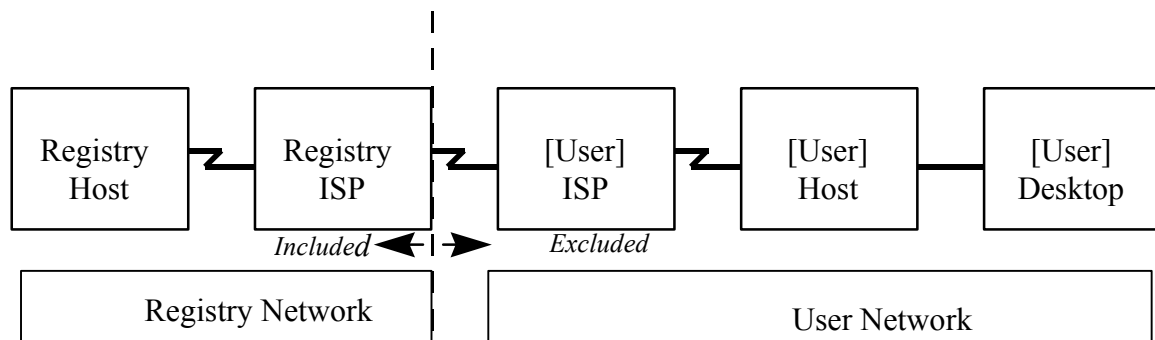 Registry
Host
Registry
ISP
[User]
ISP
[User]
Host
[User]
Desktop
Included
Excluded
Registry Network
User Network